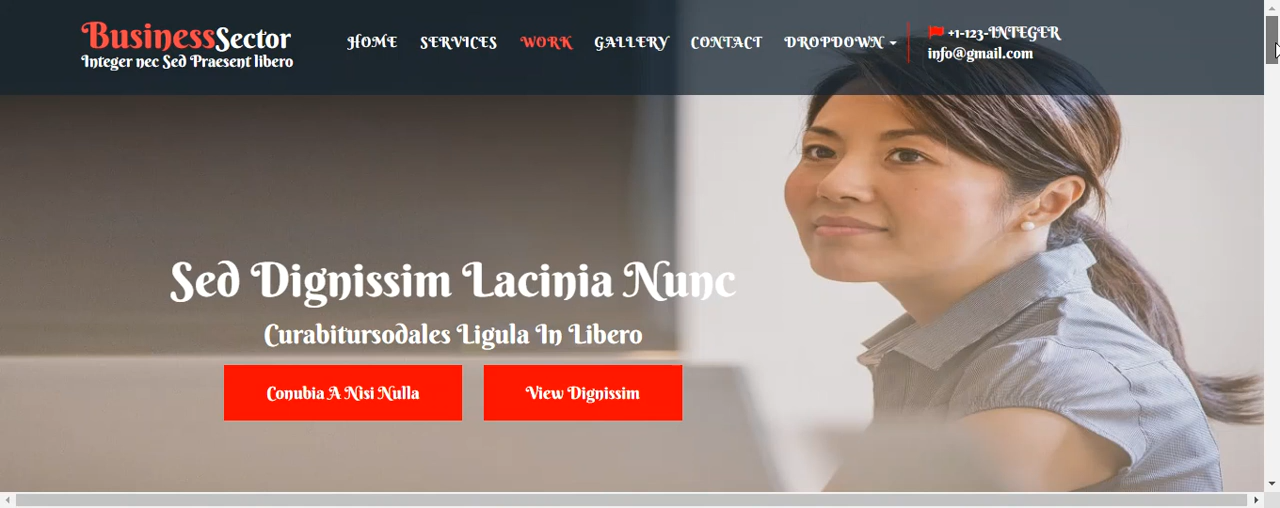 BusinessSector
Integer nec Sed Praesent libero
HOME SERVICES WORK GALLERY CONTACT DROPDOWN
+1-123-INTEGER
info@gmail.com
Sed Dignissim Lacinia Nunc
Curabitursodales Ligula In Libero
Conubia A Nisi Nulla
View Dignissim